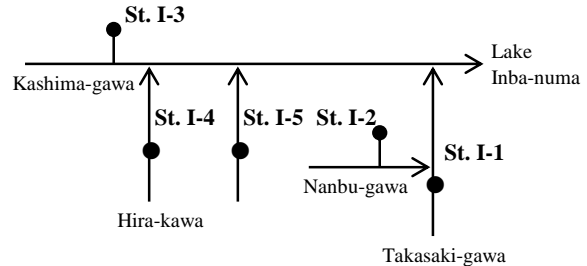 St. I-3
Lake
Inba-numa
Kashima-gawa
St. I-4
St. I-5
St. I-2
St. I-1
Nanbu-gawa
Hira-kawa
Takasaki-gawa